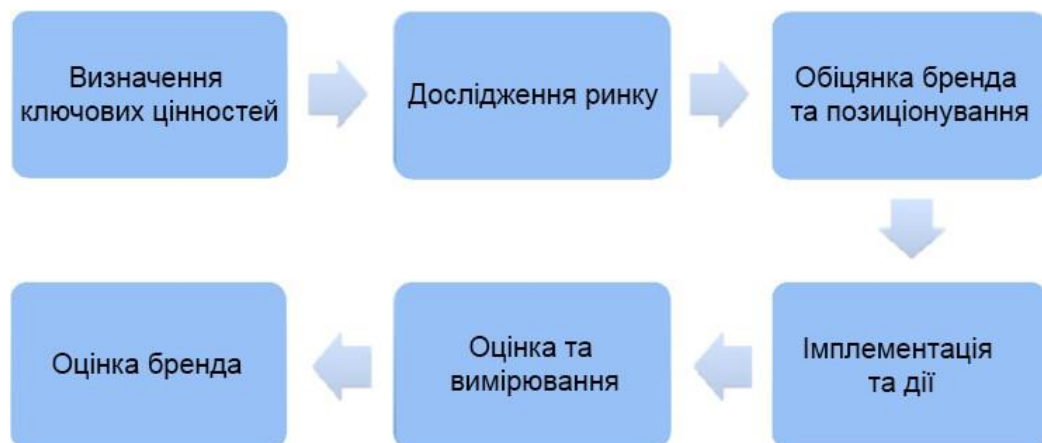 Визначення
ключових цінностей
Дослідження ринку
Обіцянка бренда
та позиціонування
Імплементація
та дії
Оцінка та
вимірювання
Оцінка бренда